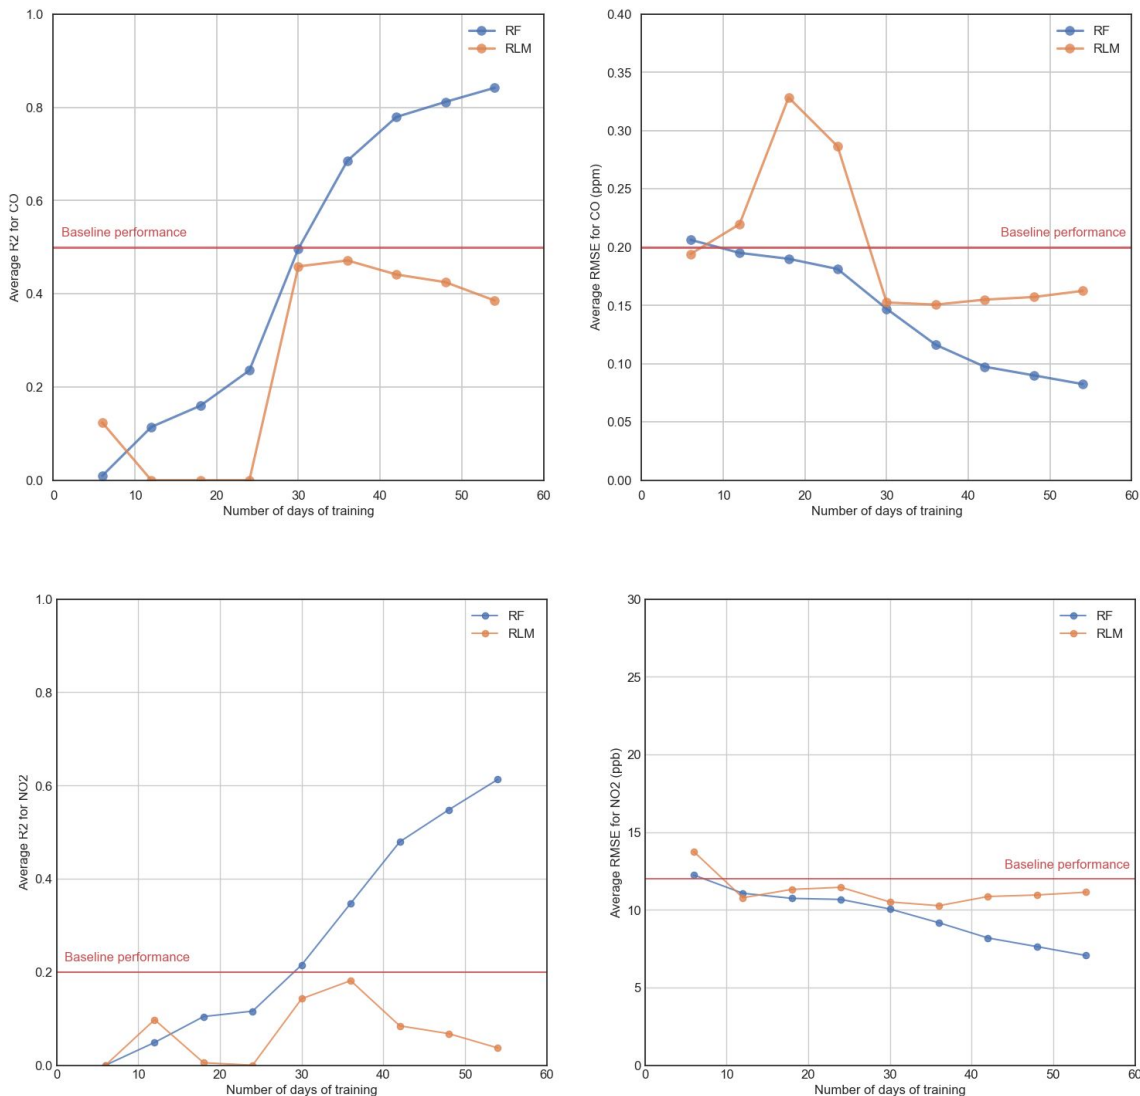 1.0
0.8
0.6
0.4
0.2
0.0
0
10
20
30
40
50
60
Average R2 for CO
Number of days of training
Baseline performance
RF
RLM
0.40
0.35
0.30
0.25
0.20
0.15
0.10
0.05
0.00
0
10
20
30
40
50
60
Average RMSE for CO (ppm)
Number of days of training
Baseline performance
RF
RLM
1.0
0.8
0.6
0.4
0.2
0.0
0
10
20
30
40
50
60
Average R2 for NO2
Number of days of training
Baseline performance
RF
RLM
30
25
20
15
10
5
0
0
10
20
30
40
50
60
Average RMSE for NO2 (ppb)
Number of days of training
Baseline performance
RF
RLM